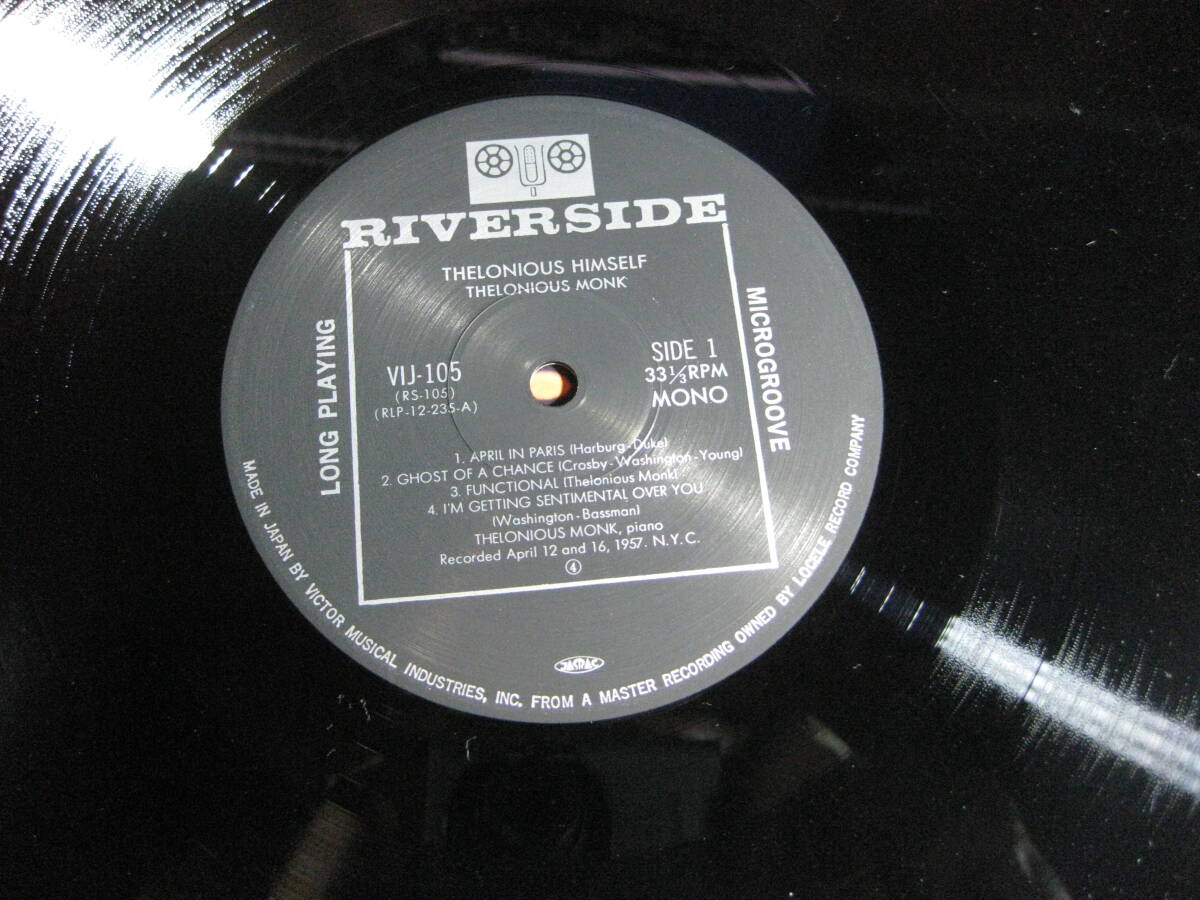 RIVERSIDE
THELONIOUS HIMSELF
THELONIOUS MONK
LONG PLAYING
MICROGROOVE
VIJ-105
(RS-105)
(RLP-12-235-A)
SIDE 1
33⅓RPM
MONO
1. APRIL IN PARIS (Harburg-Duke)
2. GHOST OF A CHANCE (Crosby-Washington-Young)
3. FUNCTIONAL (Thelonious Monk)
4. I'M GETTING SENTIMENTAL OVER YOU
(Washington-Bassman)
THELONIOUS MONK, piano
Recorded April 12 and 16, 1957. N.Y.C.
④
JASRAC
MADE IN JAPAN BY VICTOR MUSICAL INDUSTRIES, INC. FROM A MASTER RECORDING OWNED BY LOCELE RECORD COMPANY